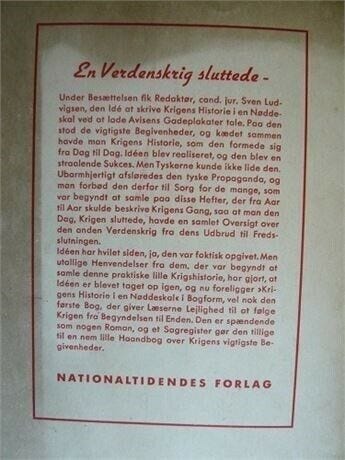 En Verdenskrig sluttede -
Under Besættelsen fik Redaktør, cand. jur. Sven Lud-
vigsen, den Idé at skrive Krigens Historie i en Nødde-
skal ved at lade Avisens Gadeplakater tale. Paa den
stod de vigtigste Begivenheder, og kædet sammen
havde man Krigens Historie, som den formede sig
fra Dag til Dag. Idéen blev realiseret, og den blev en
straalende Sukces. Men Tyskerne kunde ikke lide den.
Ubarmhjertigt afsløredes den tyske Propaganda, og
man forbød den derfor til Sorg for de mange, som
var begyndt at samle paa disse Hefter, der fra Aar
til Aar skulde beskrive Krigens Gang, saa at man den
Dag, Krigen sluttede, havde en samlet Oversigt over
den anden Verdenskrig fra dens Udbrud til Freds-
slutningen.
Idéen har hvilet siden, ja, den var faktisk opgivet. Men
utallige Henvendelser fra dem, der var begyndt at
samle denne praktiske lille Krigshistorie, har gjort, at
Idéen er blevet taget op igen, og nu foreligger »Kri-
gens Historie i en Nøddeskal« i Bogform, vel nok den
første Bog, der giver Læserne Lejlighed til at følge
Krigen fra Begyndelsen til Enden. Den er spændende
som nogen Roman, og et Sagregister gør den tillige
til en nem lille Haandbog over Krigens vigtigste Be-
givenheder.
NATIONALTIDENDES FORLAG